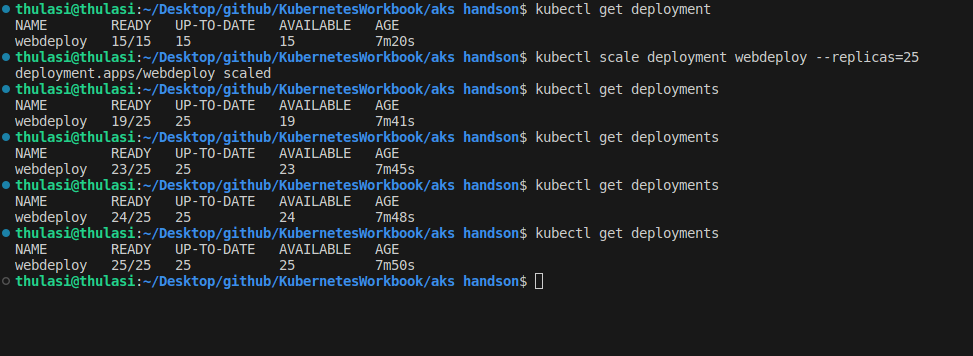 thulasi@thulasi:~/Desktop/github/KubernetesWorkbook/aks handson$ kubectl get deployment
NAME        READY   UP-TO-DATE   AVAILABLE   AGE
webdeploy   15/15   15           15          7m20s
thulasi@thulasi:~/Desktop/github/KubernetesWorkbook/aks handson$ kubectl scale deployment webdeploy --replicas=25
deployment.apps/webdeploy scaled
thulasi@thulasi:~/Desktop/github/KubernetesWorkbook/aks handson$ kubectl get deployments
NAME        READY   UP-TO-DATE   AVAILABLE   AGE
webdeploy   19/25   25           19          7m41s
thulasi@thulasi:~/Desktop/github/KubernetesWorkbook/aks handson$ kubectl get deployments
NAME        READY   UP-TO-DATE   AVAILABLE   AGE
webdeploy   23/25   25           23          7m45s
thulasi@thulasi:~/Desktop/github/KubernetesWorkbook/aks handson$ kubectl get deployments
NAME        READY   UP-TO-DATE   AVAILABLE   AGE
webdeploy   24/25   25           24          7m48s
thulasi@thulasi:~/Desktop/github/KubernetesWorkbook/aks handson$ kubectl get deployments
NAME        READY   UP-TO-DATE   AVAILABLE   AGE
webdeploy   25/25   25           25          7m50s
thulasi@thulasi:~/Desktop/github/KubernetesWorkbook/aks handson$